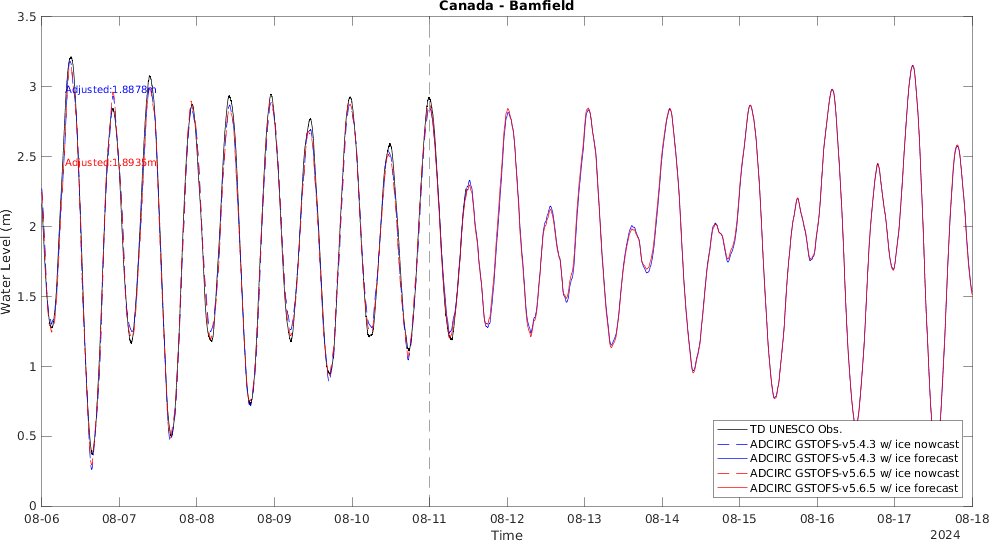 Canada - Bamfield
3.5
3
2.5
2
1.5
1
0.5
0
Water Level (m)
Adjusted:1.8878m
Adjusted:1.8935m
TD UNESCO Obs.
ADCIRC GSTOFS-v5.4.3 w/ ice nowcast
ADCIRC GSTOFS-v5.4.3 w/ ice forecast
ADCIRC GSTOFS-v5.6.5 w/ ice nowcast
ADCIRC GSTOFS-v5.6.5 w/ ice forecast
08-06 08-07 08-08 08-09 08-10 08-11 08-12 08-13 08-14 08-15 08-16 08-17 08-18
Time
2024